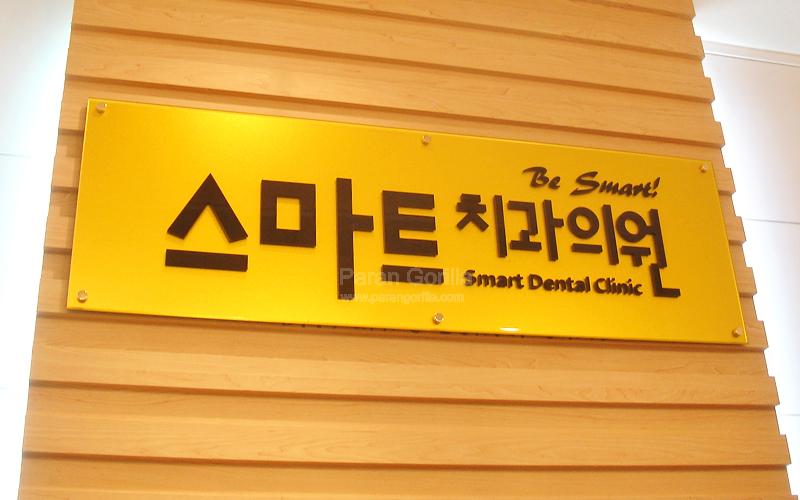 Be Smart!
스마트치과의원
Smart Dental Clinic
Paran Gorilla
www.parangorilla.com